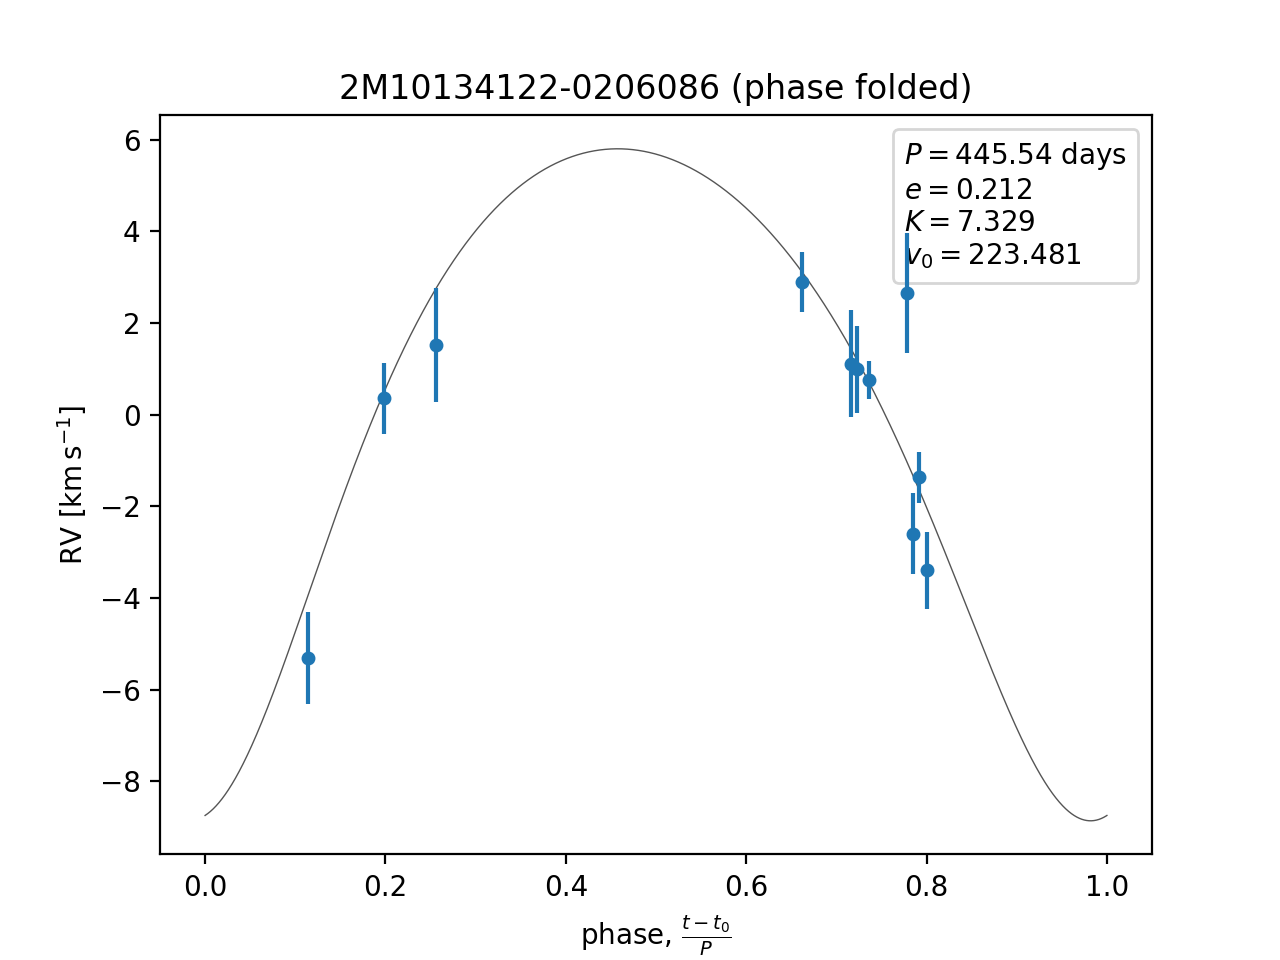 2M10134122-0206086 (phase folded)
P = 445.54 days
e = 0.212
K = 7.329
v₀ = 223.481
6
4
2
0
−2
−4
−6
−8
RV [km s⁻¹]
0.0 0.2 0.4 0.6 0.8 1.0
phase, (t − t₀)/P